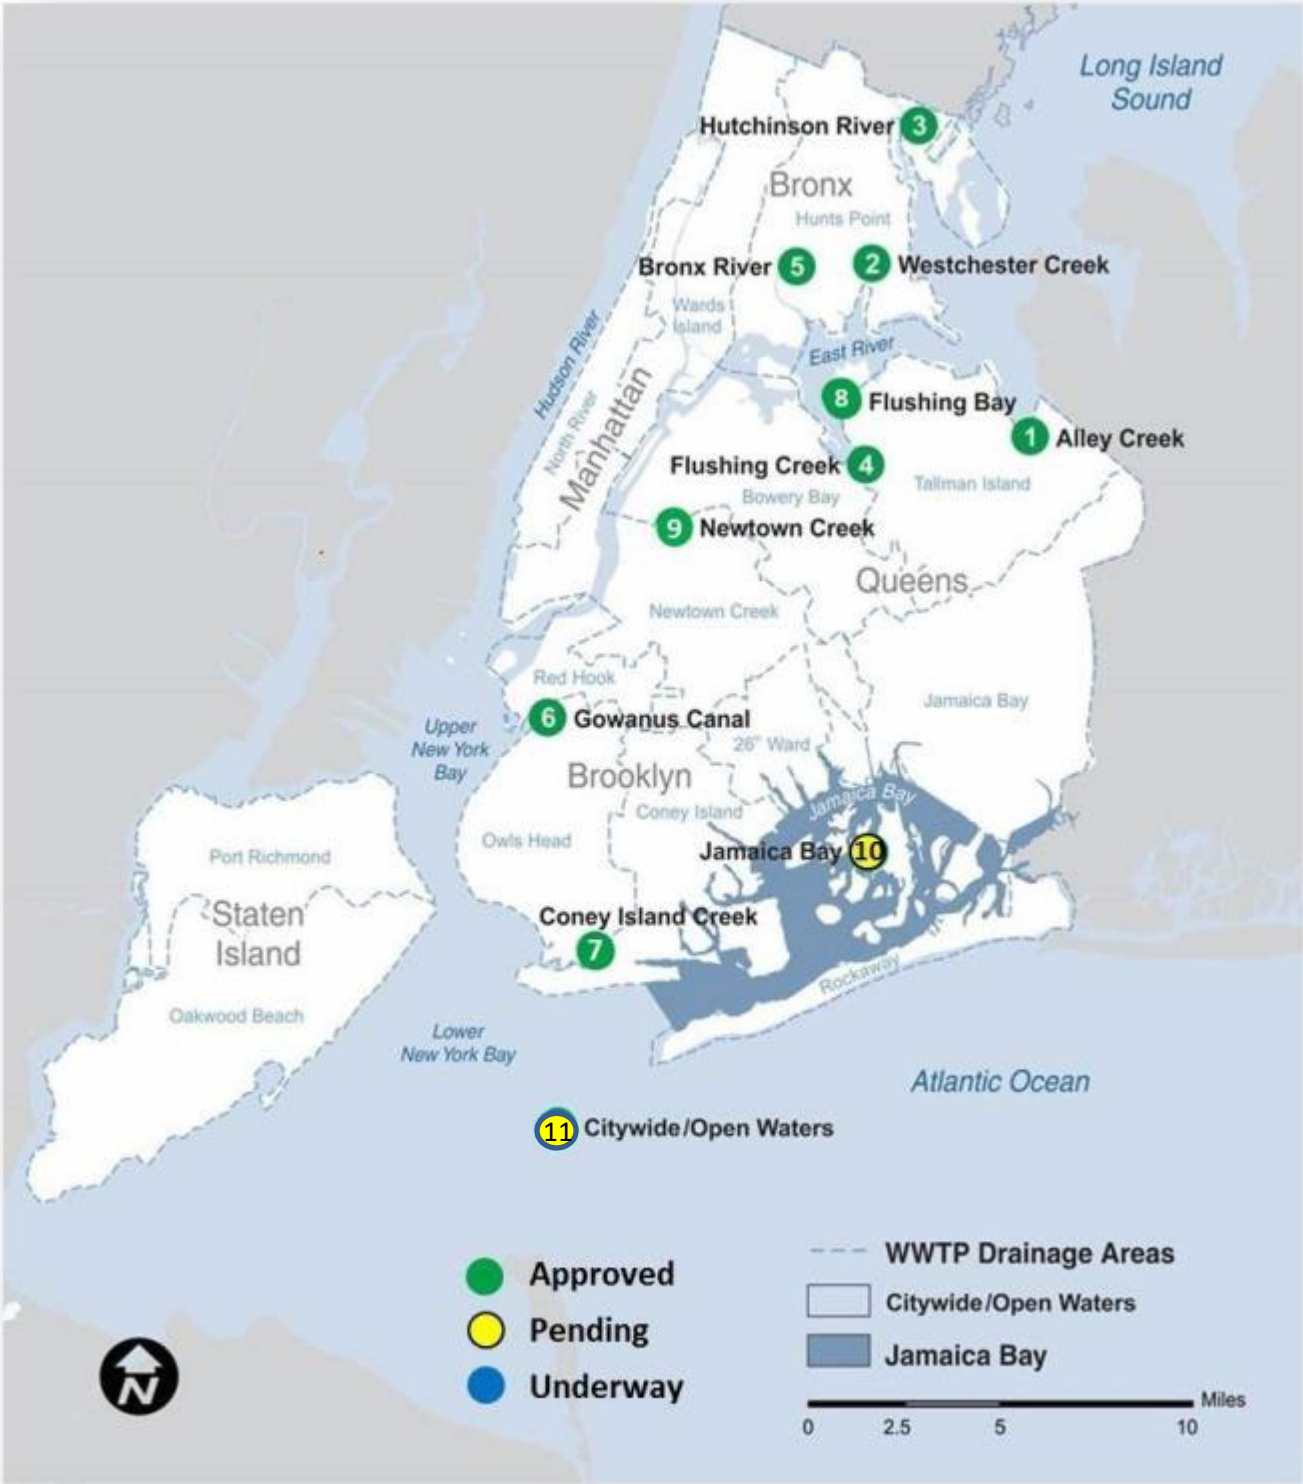 Long Island
Sound
Hutchinson River 3
Bronx
Hunts Point
Bronx River 5
2 Westchester Creek
Wards
Island
Hudson River
East River
North River
Manhattan
8 Flushing Bay
1 Alley Creek
Flushing Creek 4
Tallman Island
Bowery Bay
9 Newtown Creek
Queens
Newtown Creek
Red Hook
Jamaica Bay
6 Gowanus Canal
Upper
New York
Bay
26th Ward
Brooklyn
Jamaica Bay
Coney Island
Owls Head
Jamaica Bay 10
Port Richmond
Staten
Island
Coney Island Creek
7
Rockaway
Oakwood Beach
Lower
New York Bay
Atlantic Ocean
11 Citywide/Open Waters
Approved
Pending
Underway
WWTP Drainage Areas
Citywide/Open Waters
Jamaica Bay
N
Miles
0 2.5 5 10